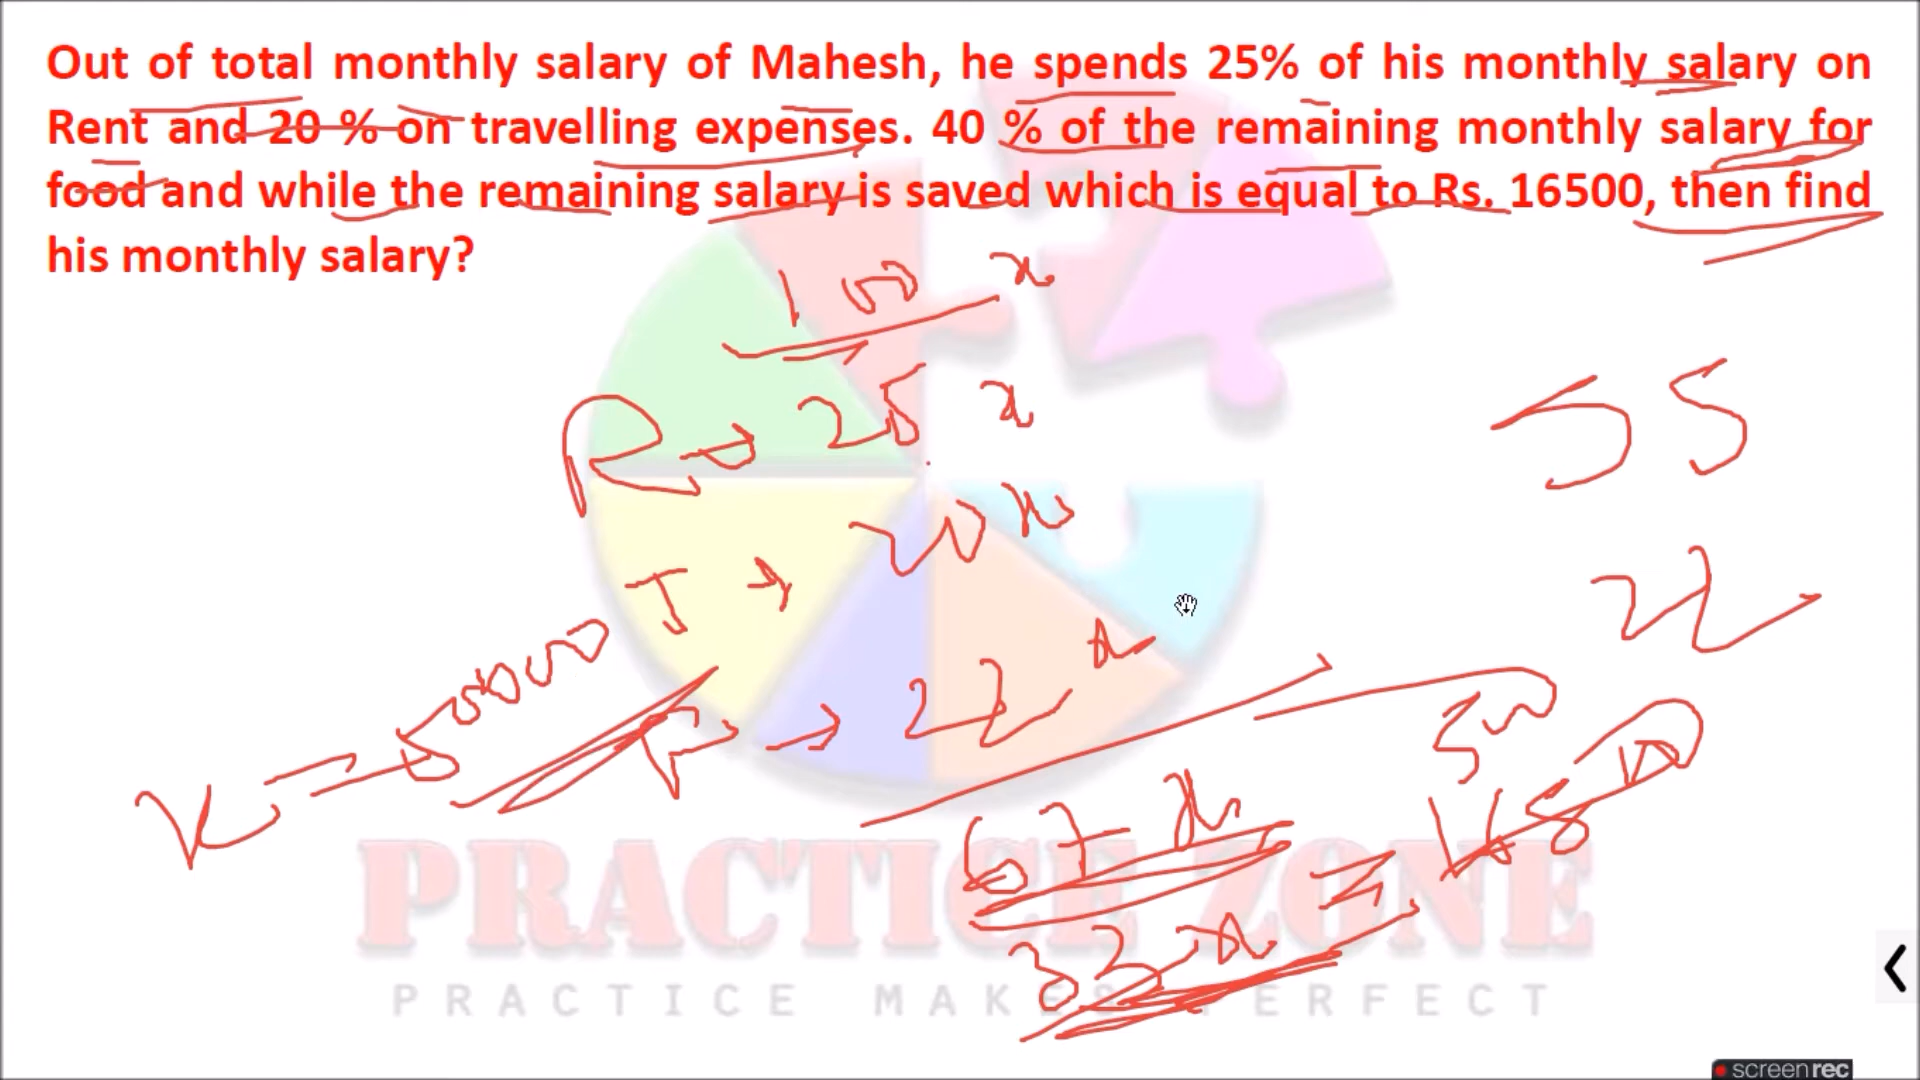 Out of total monthly salary of Mahesh, he spends 25% of his monthly salary on
Rent and 20 % on travelling expenses. 40 % of the remaining monthly salary for
food and while the remaining salary is saved which is equal to Rs. 16500, then find
his monthly salary?
100 x
R → 25 x
55
T → 20 x
22
F → 22 x
x = 50000
500
67 x
33 x = 16500
PRACTICE ZONE
PRACTICE MAKES PERFECT
screenrec